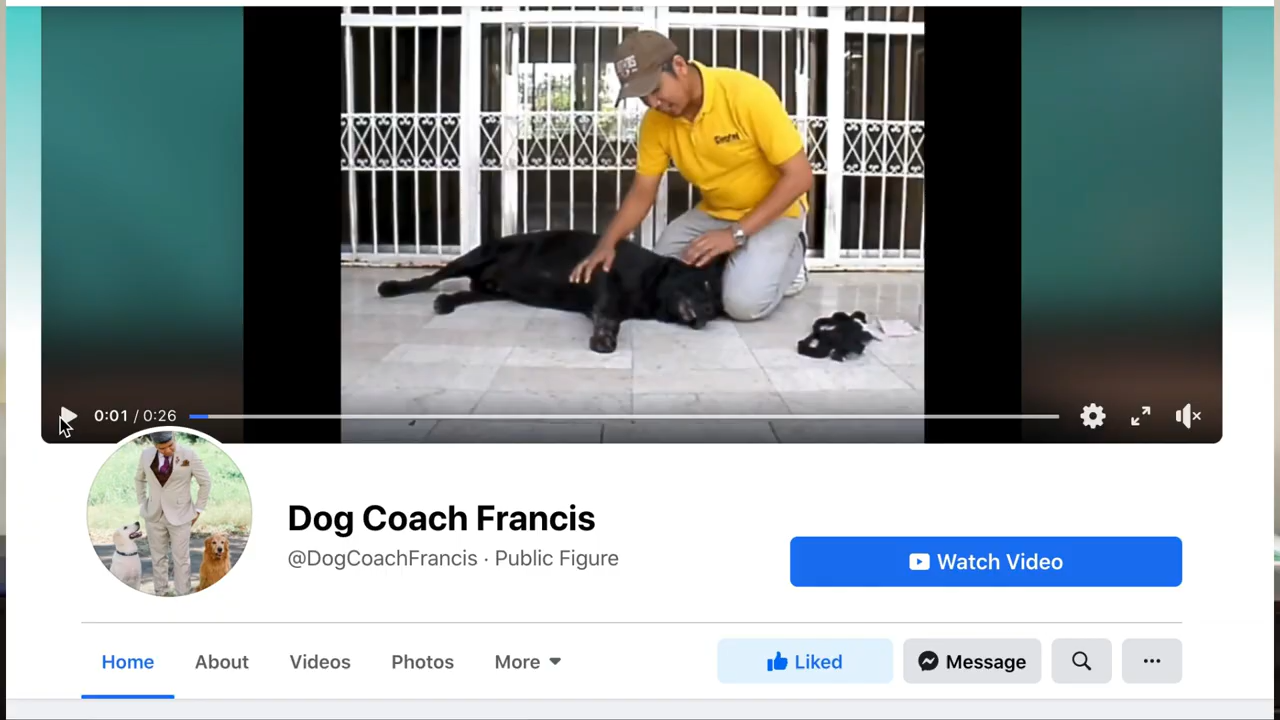 0:01 / 0:26
Dog Coach Francis
@DogCoachFrancis · Public Figure
Watch Video
Home
About
Videos
Photos
More
Liked
Message